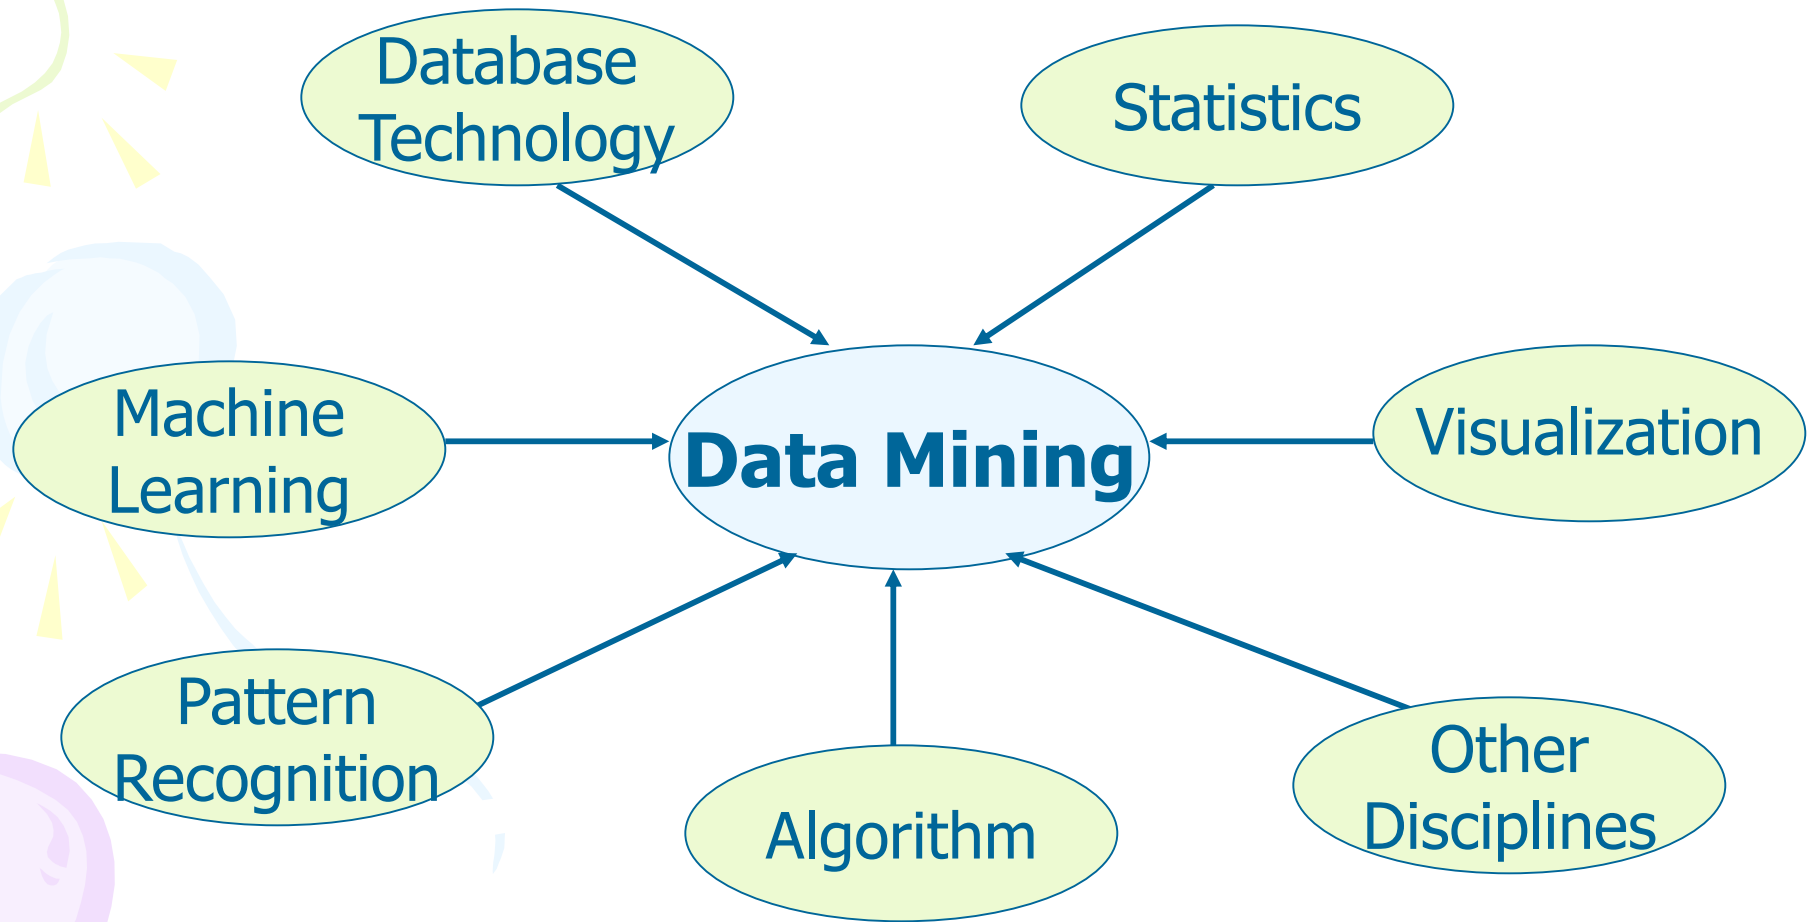 Database
Technology
Statistics
Machine
Learning
Data Mining
Visualization
Pattern
Recognition
Algorithm
Other
Disciplines